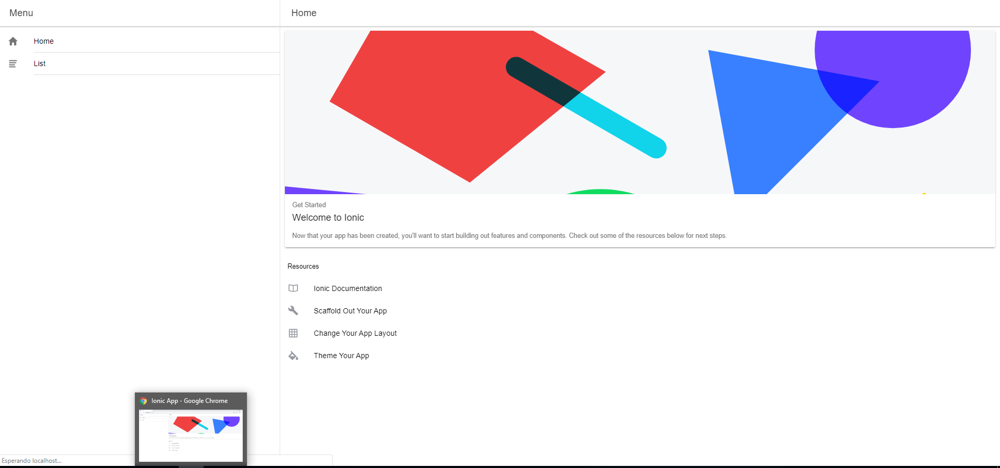 Menu
Home
Home
List
Get Started
Welcome to Ionic
Now that your app has been created, you'll want to start building out features and components. Check out some of the resources below for next steps.
Resources
Ionic Documentation
Scaffold Out Your App
Change Your App Layout
Theme Your App
Ionic App - Google Chrome
Esperando localhost...